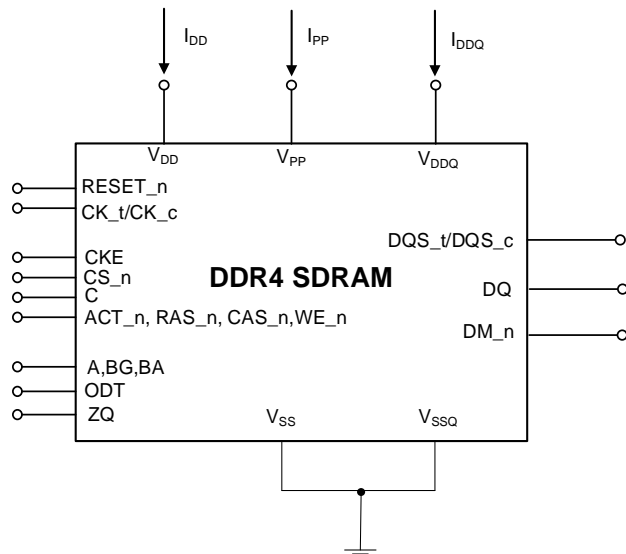 IDD
IPP
IDDQ
VDD
VPP
VDDQ
RESET_n
CK_t/CK_c
DQS_t/DQS_c
CKE
CS_n
DDR4 SDRAM
C
DQ
ACT_n, RAS_n, CAS_n,WE_n
DM_n
A,BG,BA
ODT
ZQ
VSS
VSSQ